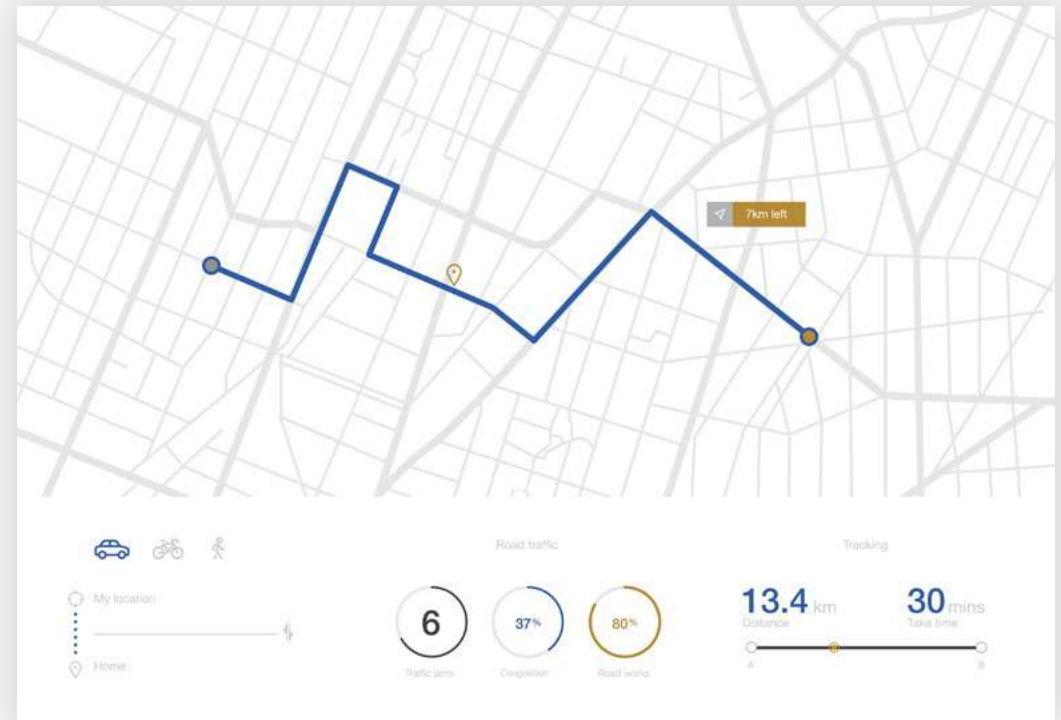 7km left
Road traffic
Tracking
My location
Home
6
Traffic jams
37%
Congestion
80%
Road works
13.4 km
Distance
30 mins
Take time
A
B